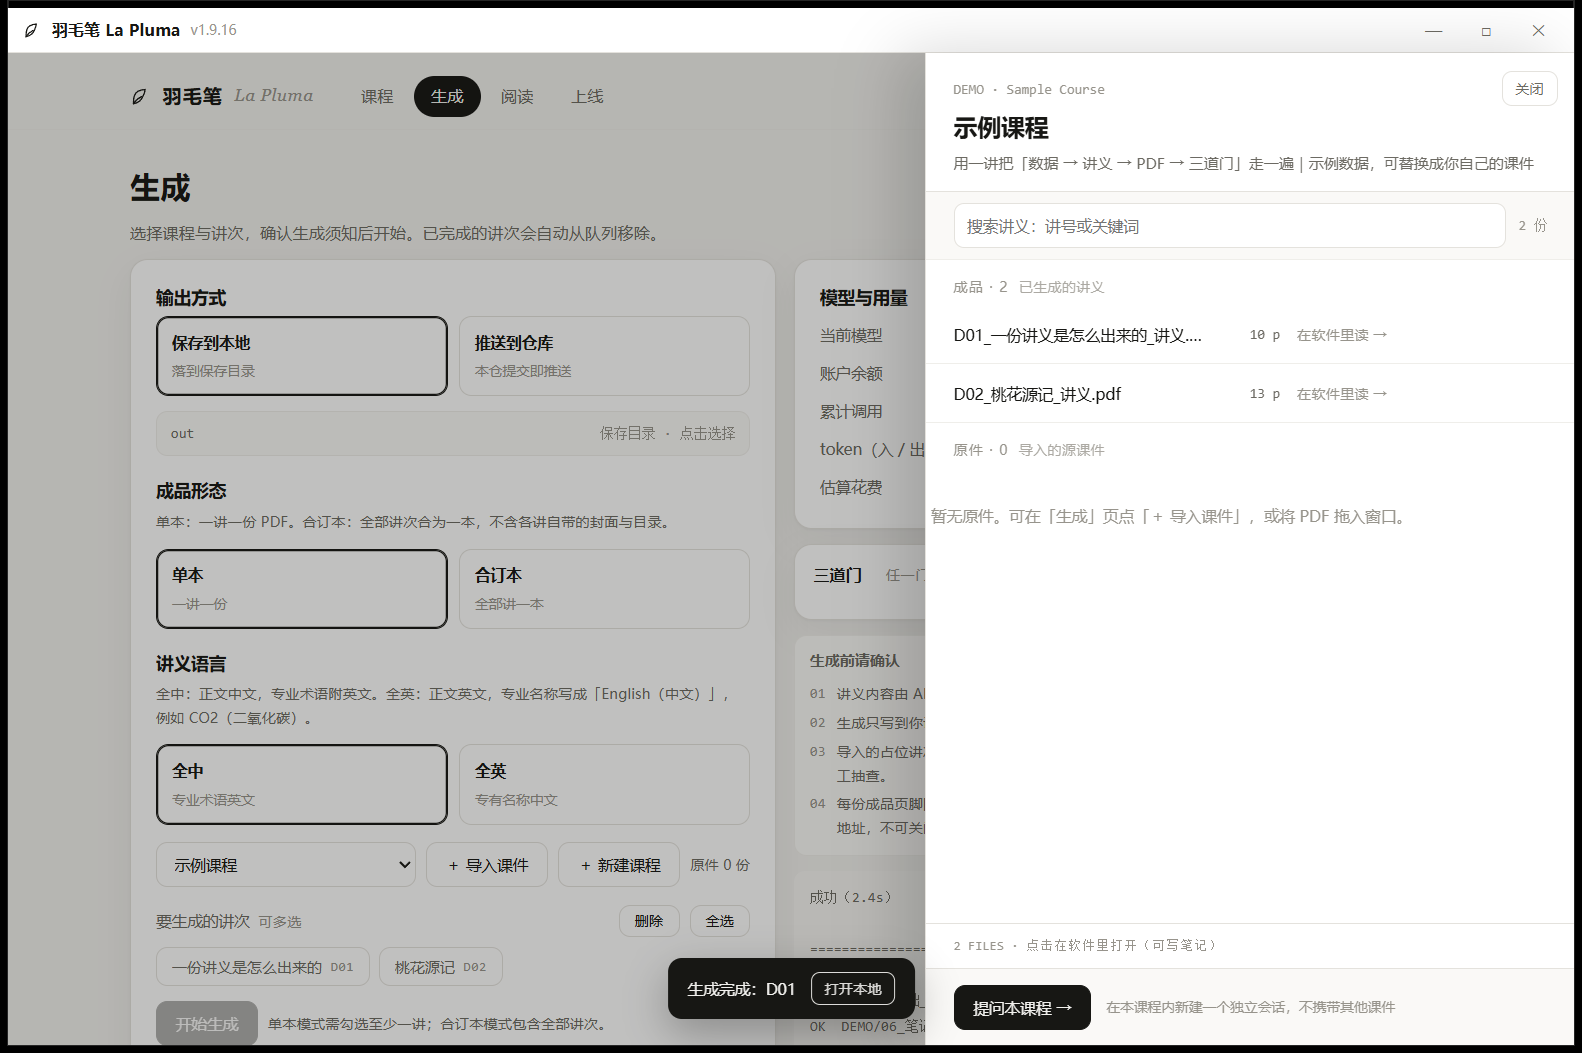 羽毛笔 La Pluma v1.9.16
羽毛笔 La Pluma 课程 生成 阅读 上线
生成
选择课程与讲次，确认生成须知后开始。已完成的讲次会自动从队列移除。
输出方式
保存到本地
落到保存目录
推送到仓库
本仓提交即推送
out 保存目录 · 点击选择
成品形态
单本：一讲一份 PDF。合订本：全部讲次合为一本，不含各讲自带的封面与目录。
单本
一讲一份
合订本
全部讲一本
讲义语言
全中：正文中文，专业术语附英文。全英：正文英文，专业名称写成「English（中文）」，
例如 CO2（二氧化碳）。
全中
专业术语英文
全英
专有名称中文
示例课程 + 导入课件 + 新建课程 原件 0 份
要生成的讲次 可多选 删除 全选
一份讲义是怎么出来的 D01 桃花源记 D02
开始生成 单本模式需勾选至少一讲；合订本模式包含全部讲次。
模型与用量
当前模型
账户余额
累计调用
token（入 / 出
估算花费
三道门 任一门
生成前请确认
01 讲义内容由 AI
02 生成只写到你
03 导入的占位讲次
工抽查。
04 每份成品页脚
地址，不可关
成功（2.4s）
==================
OK DEMO/06_笔记
生成完成：D01 打开本地
DEMO · Sample Course
关闭
示例课程
用一讲把「数据 → 讲义 → PDF → 三道门」走一遍 | 示例数据，可替换成你自己的课件
搜索讲义：讲号或关键词 2 份
成品 · 2 已生成的讲义
D01_一份讲义是怎么出来的_讲义.... 10 p 在软件里读 →
D02_桃花源记_讲义.pdf 13 p 在软件里读 →
原件 · 0 导入的源课件
暂无原件。可在「生成」页点「 + 导入课件」，或将 PDF 拖入窗口。
2 FILES · 点击在软件里打开（可写笔记）
提问本课程 → 在本课程内新建一个独立会话，不携带其他课件